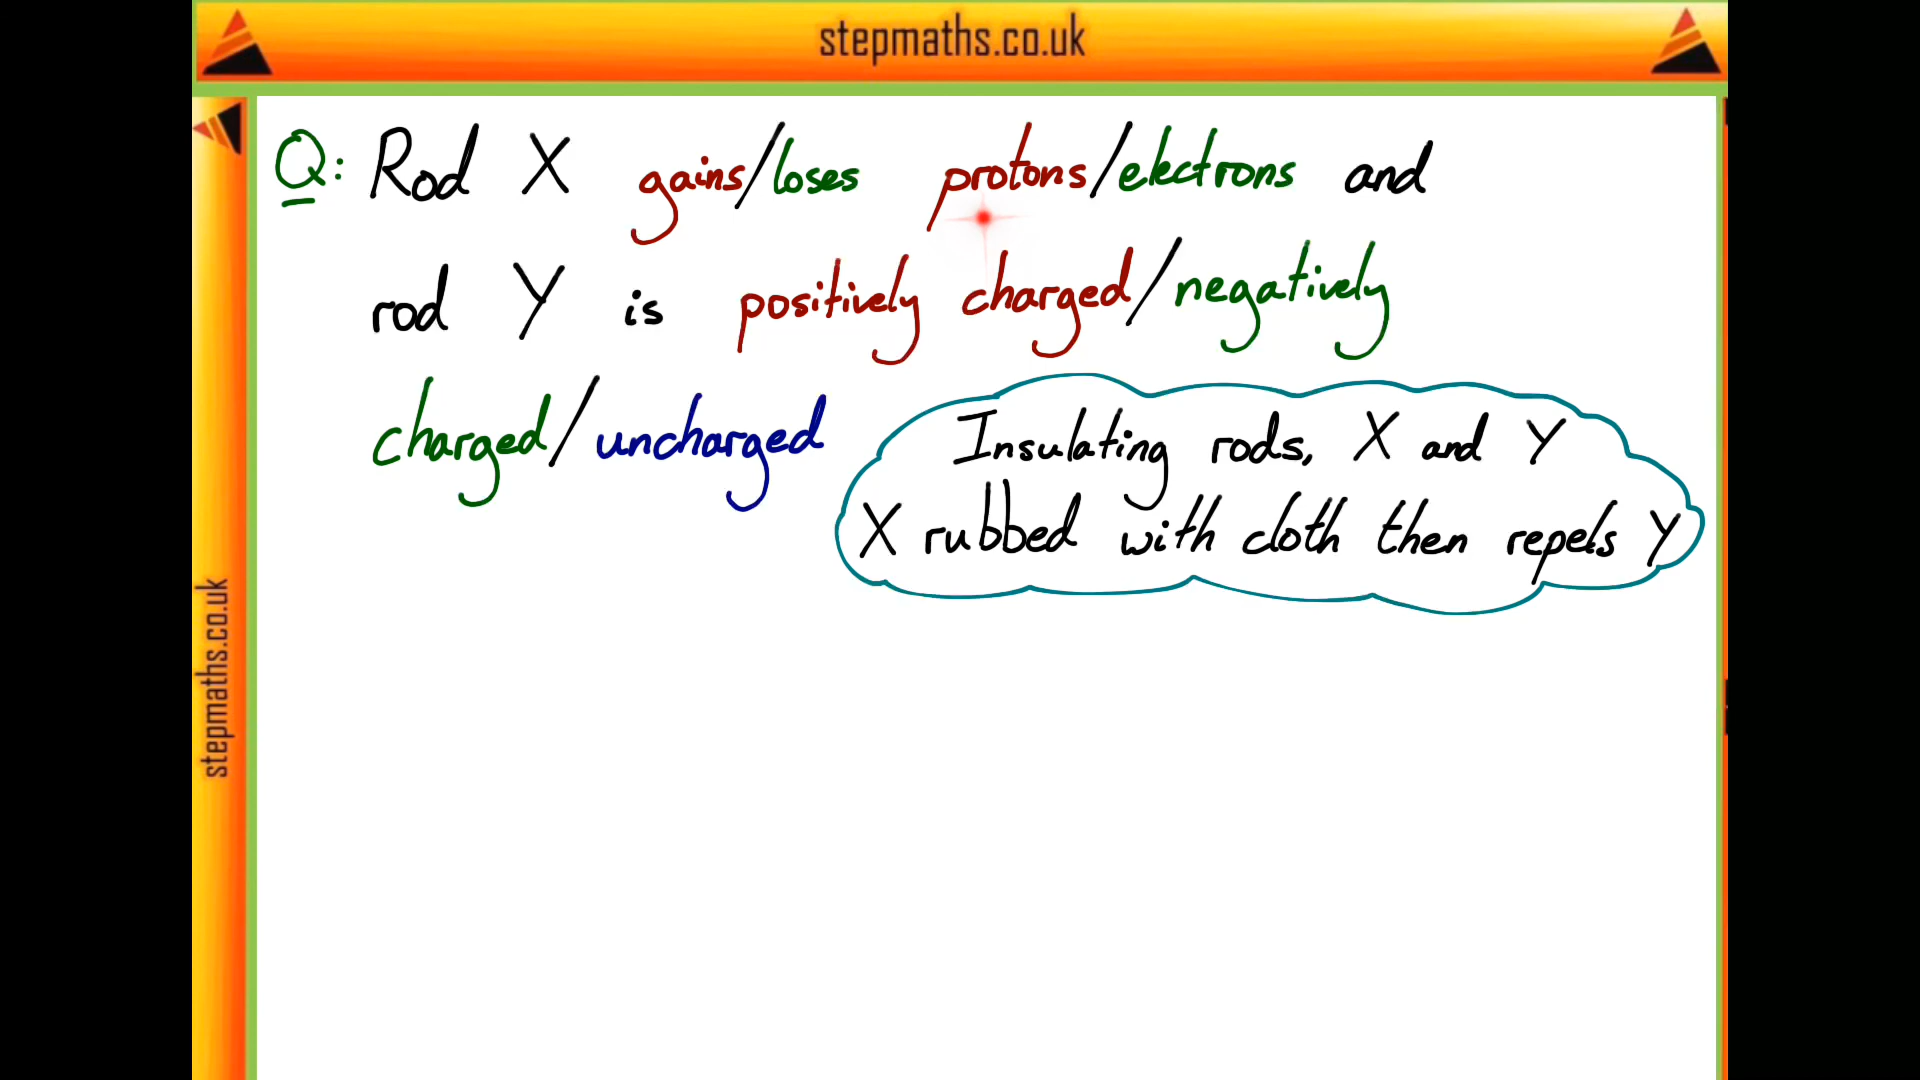 stepmaths.co.uk
Q: Rod X gains/loses protons/electrons and
rod Y is positively charged/negatively
charged/uncharged
Insulating rods, X and Y
X rubbed with cloth then repels Y
stepmaths.co.uk